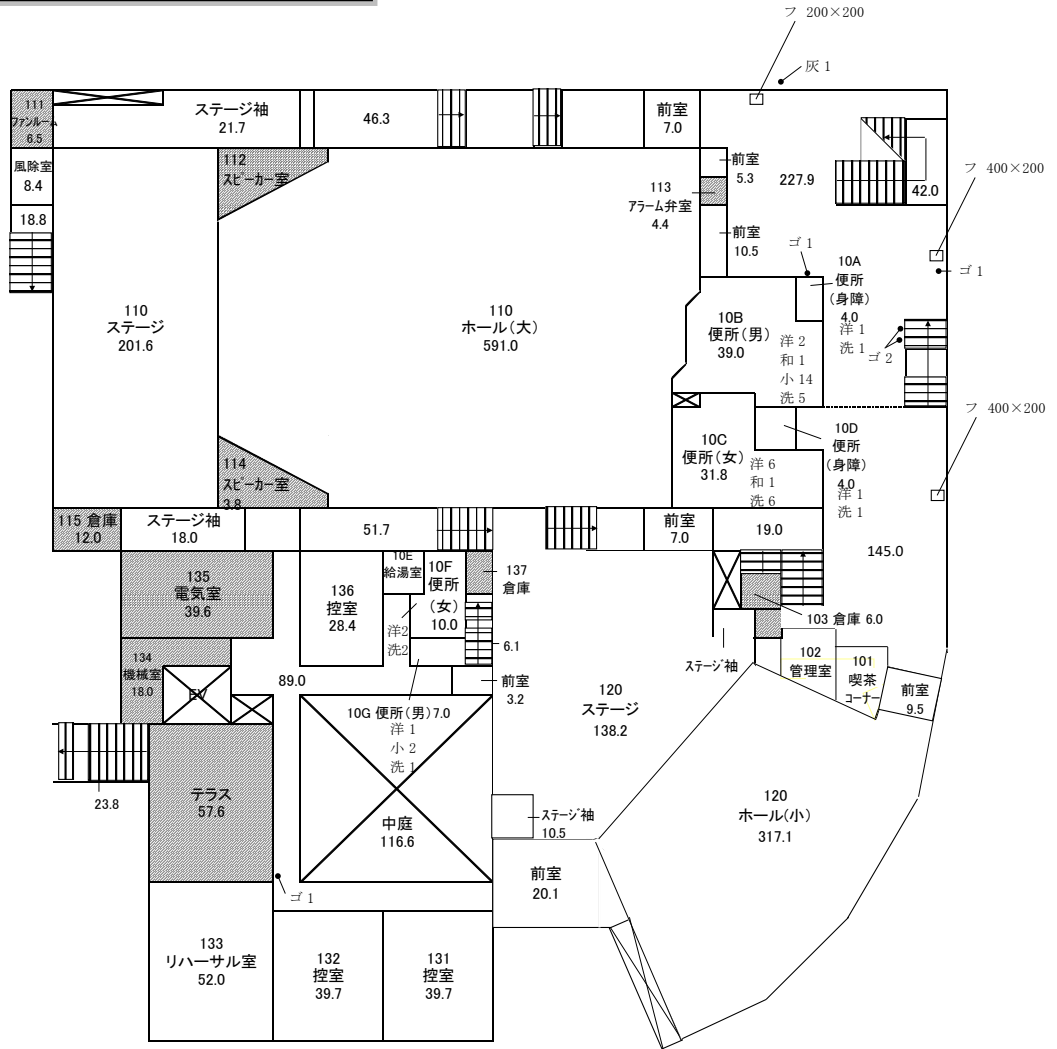 フ 200×200
灰 1
111
ファンルーム
6.5
ステージ袖
21.7
46.3
前室
7.0
風除室
8.4
18.8
112
スピーカー室
前室
5.3
227.9
42.0
フ 400×200
113
アラーム弁室
4.4
前室
10.5
ゴ 1
ゴ 1
10A
便所
(身障)
4.0
洋 1
洗 1
ゴ 2
110
ステージ
201.6
110
ホール(大)
591.0
10B
便所(男)
39.0
洋 2
和 1
小 14
洗 5
フ 400×200
10C
便所(女)
31.8
洋 6
和 1
洗 6
10D
便所
(身障)
4.0
洋 1
洗 1
114
スピーカー室
3.8
115 倉庫
12.0
ステージ袖
18.0
51.7
前室
7.0
19.0
145.0
135
電気室
39.6
136
控室
28.4
10E
給湯室
10F
便所
(女)
10.0
洋2
洗2
137
倉庫
6.1
103 倉庫 6.0
134
機械室
18.0
EV
89.0
前室
3.2
ステージ袖
102
管理室
101
喫茶
コーナー
前室
9.5
10G 便所(男)7.0
洋 1
小 2
洗 1
120
ステージ
138.2
23.8
テラス
57.6
中庭
116.6
ステージ袖
10.5
120
ホール(小)
317.1
ゴ 1
前室
20.1
133
リハーサル室
52.0
132
控室
39.7
131
控室
39.7